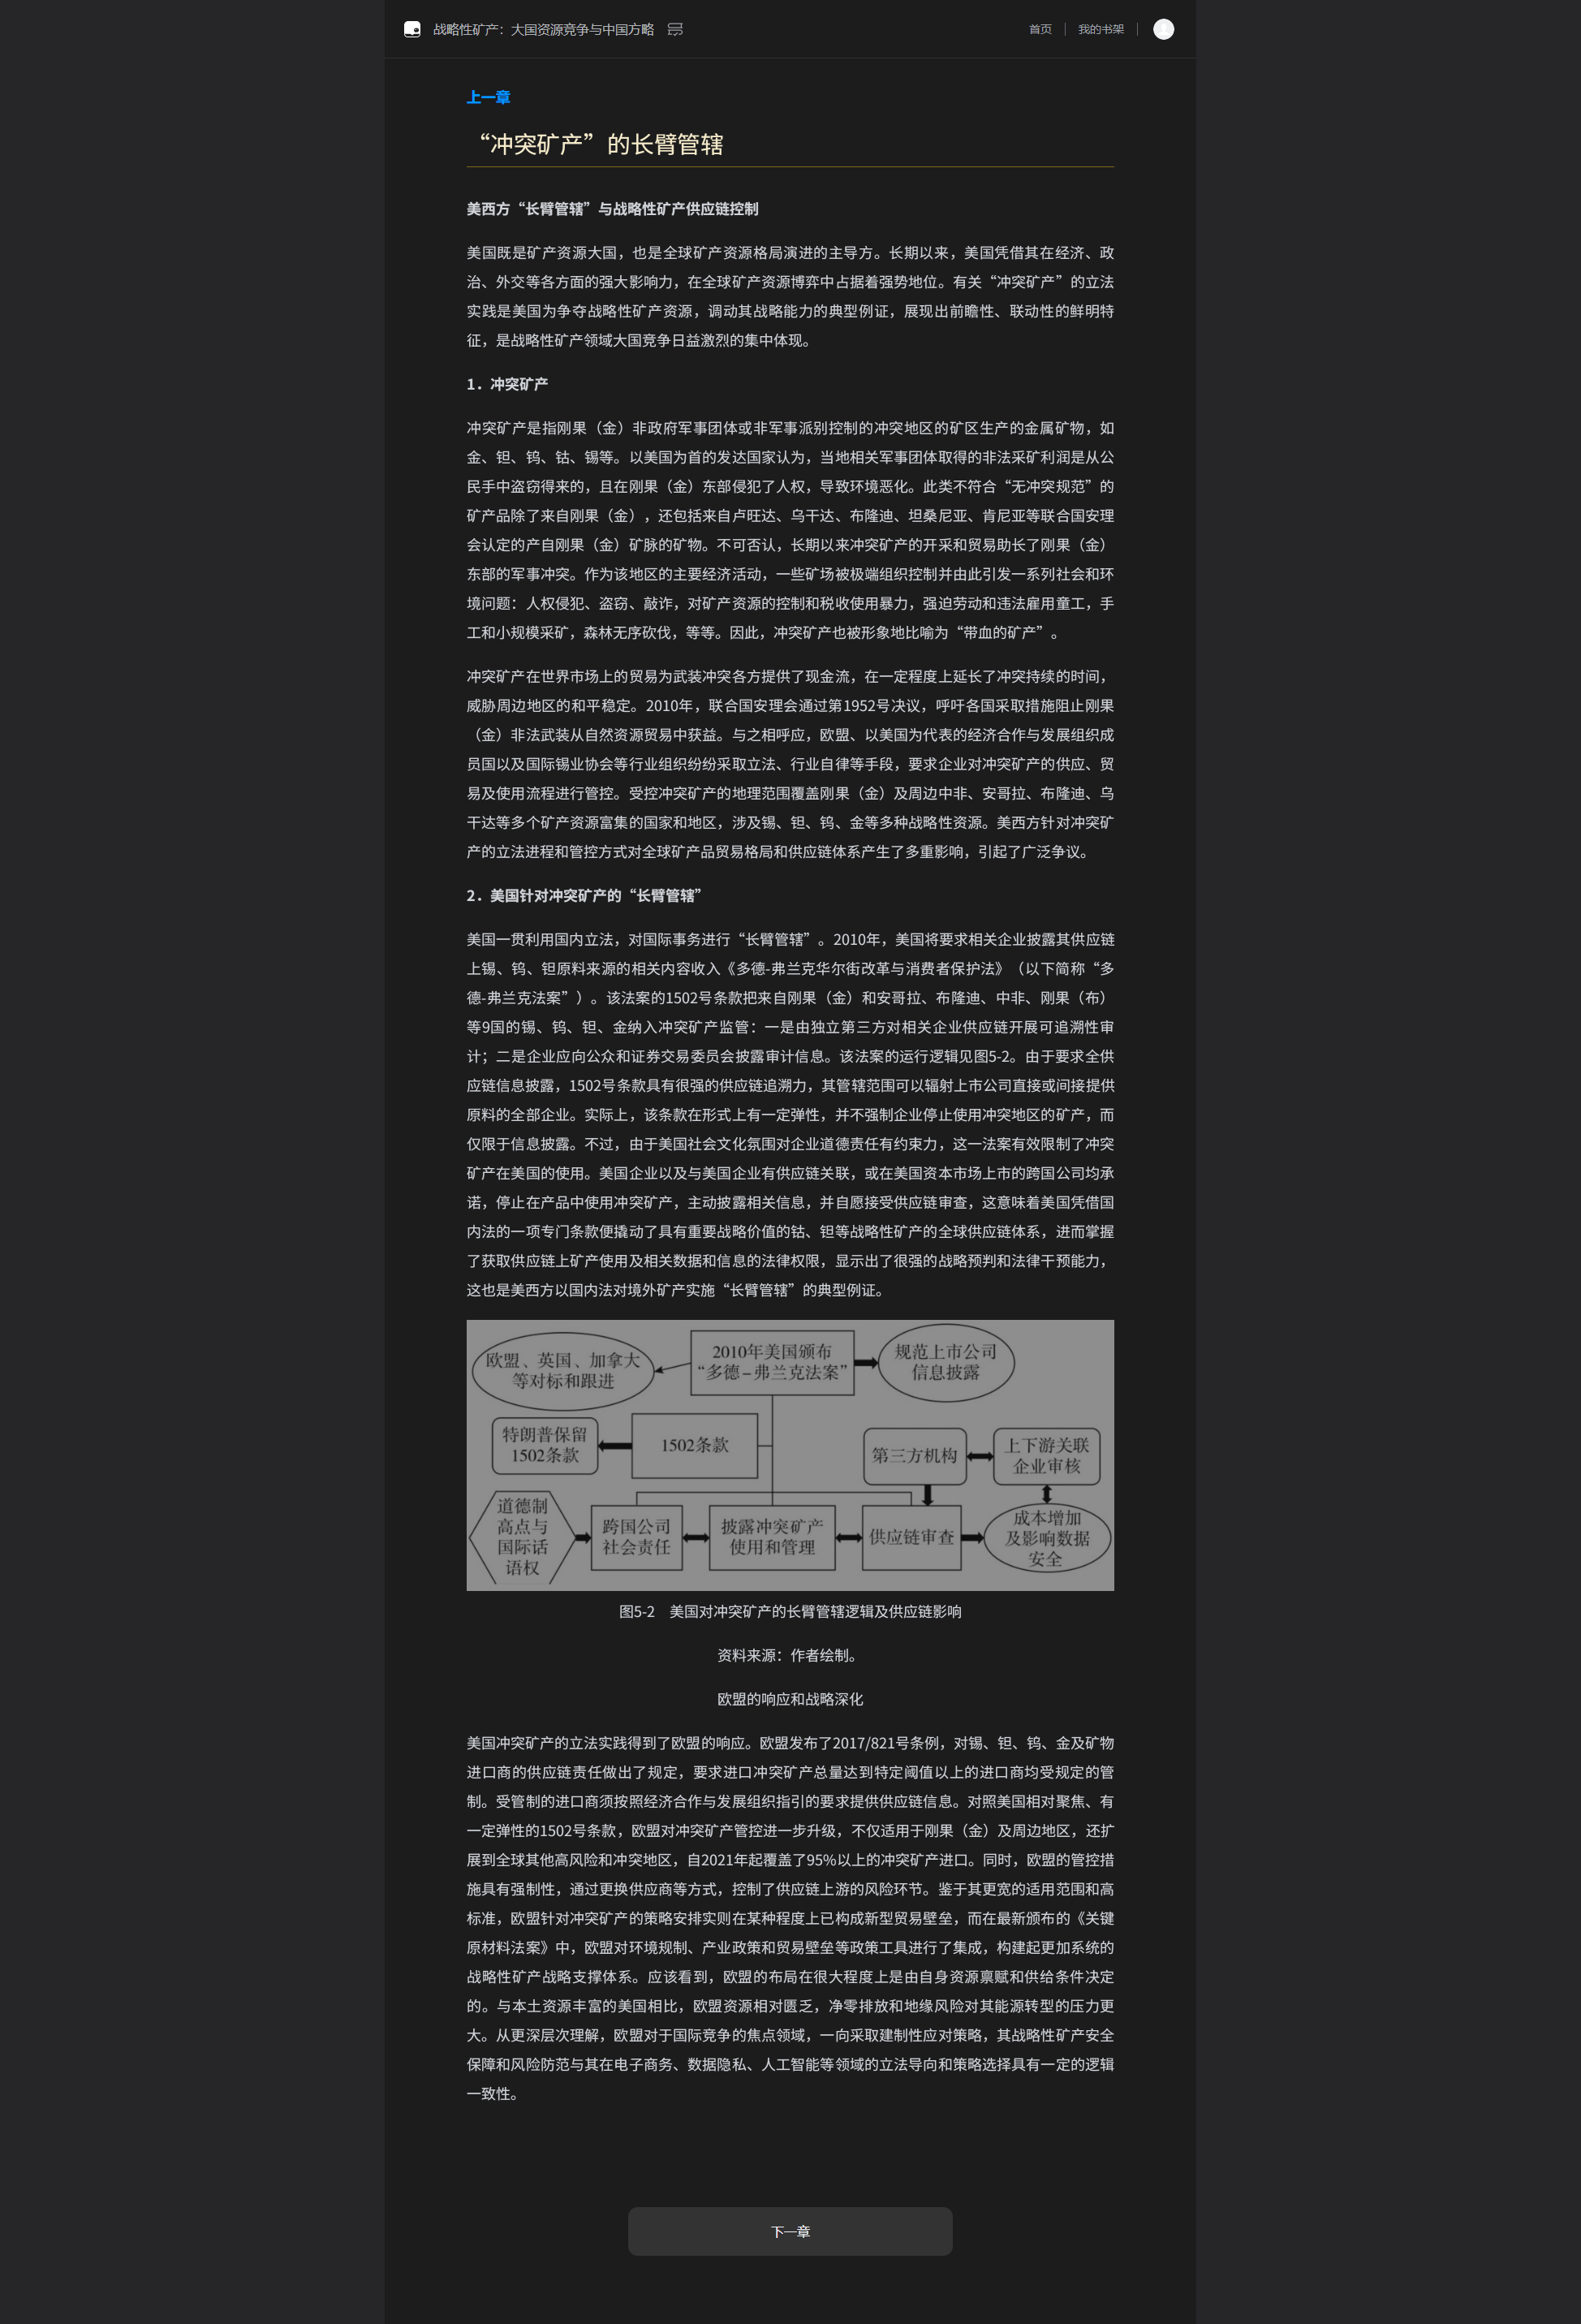 战略性矿产：大国资源竞争与中国方略
首页
我的书架
上一章
“冲突矿产”的长臂管辖
美西方“长臂管辖”与战略性矿产供应链控制
美国既是矿产资源大国，也是全球矿产资源格局演进的主导方。长期以来，美国凭借其在经济、政
治、外交等各方面的强大影响力，在全球矿产资源博弈中占据着强势地位。有关“冲突矿产”的立法
实践是美国为争夺战略性矿产资源，调动其战略能力的典型例证，展现出前瞻性、联动性的鲜明特
征，是战略性矿产领域大国竞争日益激烈的集中体现。
1．冲突矿产
冲突矿产是指刚果（金）非政府军事团体或非军事派别控制的冲突地区的矿区生产的金属矿物，如
金、钽、钨、钴、锡等。以美国为首的发达国家认为，当地相关军事团体取得的非法采矿利润是从公
民手中盗窃得来的，且在刚果（金）东部侵犯了人权，导致环境恶化。此类不符合“无冲突规范”的
矿产品除了来自刚果（金），还包括来自卢旺达、乌干达、布隆迪、坦桑尼亚、肯尼亚等联合国安理
会认定的产自刚果（金）矿脉的矿物。不可否认，长期以来冲突矿产的开采和贸易助长了刚果（金）
东部的军事冲突。作为该地区的主要经济活动，一些矿场被极端组织控制并由此引发一系列社会和环
境问题：人权侵犯、盗窃、敲诈，对矿产资源的控制和税收使用暴力，强迫劳动和违法雇用童工，手
工和小规模采矿，森林无序砍伐，等等。因此，冲突矿产也被形象地比喻为“带血的矿产”。
冲突矿产在世界市场上的贸易为武装冲突各方提供了现金流，在一定程度上延长了冲突持续的时间，
威胁周边地区的和平稳定。2010年，联合国安理会通过第1952号决议，呼吁各国采取措施阻止刚果
（金）非法武装从自然资源贸易中获益。与之相呼应，欧盟、以美国为代表的经济合作与发展组织成
员国以及国际锡业协会等行业组织纷纷采取立法、行业自律等手段，要求企业对冲突矿产的供应、贸
易及使用流程进行管控。受控冲突矿产的地理范围覆盖刚果（金）及周边中非、安哥拉、布隆迪、乌
干达等多个矿产资源富集的国家和地区，涉及锡、钽、钨、金等多种战略性资源。美西方针对冲突矿
产的立法进程和管控方式对全球矿产品贸易格局和供应链体系产生了多重影响，引起了广泛争议。
2．美国针对冲突矿产的“长臂管辖”
美国一贯利用国内立法，对国际事务进行“长臂管辖”。2010年，美国将要求相关企业披露其供应链
上锡、钨、钽原料来源的相关内容收入《多德-弗兰克华尔街改革与消费者保护法》（以下简称“多
德-弗兰克法案”）。该法案的1502号条款把来自刚果（金）和安哥拉、布隆迪、中非、刚果（布）
等9国的锡、钨、钽、金纳入冲突矿产监管：一是由独立第三方对相关企业供应链开展可追溯性审
计；二是企业应向公众和证券交易委员会披露审计信息。该法案的运行逻辑见图5-2。由于要求全供
应链信息披露，1502号条款具有很强的供应链追溯力，其管辖范围可以辐射上市公司直接或间接提供
原料的全部企业。实际上，该条款在形式上有一定弹性，并不强制企业停止使用冲突地区的矿产，而
仅限于信息披露。不过，由于美国社会文化氛围对企业道德责任有约束力，这一法案有效限制了冲突
矿产在美国的使用。美国企业以及与美国企业有供应链关联，或在美国资本市场上市的跨国公司均承
诺，停止在产品中使用冲突矿产，主动披露相关信息，并自愿接受供应链审查，这意味着美国凭借国
内法的一项专门条款便撬动了具有重要战略价值的钴、钽等战略性矿产的全球供应链体系，进而掌握
了获取供应链上矿产使用及相关数据和信息的法律权限，显示出了很强的战略预判和法律干预能力，
这也是美西方以国内法对境外矿产实施“长臂管辖”的典型例证。
欧盟、英国、加拿大
等对标和跟进
2010年美国颁布
“多德－弗兰克法案”
规范上市公司
信息披露
特朗普保留
1502条款
1502条款
第三方机构
上下游关联
企业审核
道德制
高点与
国际话
语权
跨国公司
社会责任
披露冲突矿产
使用和管理
供应链审查
成本增加
及影响数据
安全
图5-2　美国对冲突矿产的长臂管辖逻辑及供应链影响
资料来源：作者绘制。
欧盟的响应和战略深化
美国冲突矿产的立法实践得到了欧盟的响应。欧盟发布了2017/821号条例，对锡、钽、钨、金及矿物
进口商的供应链责任做出了规定，要求进口冲突矿产总量达到特定阈值以上的进口商均受规定的管
制。受管制的进口商须按照经济合作与发展组织指引的要求提供供应链信息。对照美国相对聚焦、有
一定弹性的1502号条款，欧盟对冲突矿产管控进一步升级，不仅适用于刚果（金）及周边地区，还扩
展到全球其他高风险和冲突地区，自2021年起覆盖了95%以上的冲突矿产进口。同时，欧盟的管控措
施具有强制性，通过更换供应商等方式，控制了供应链上游的风险环节。鉴于其更宽的适用范围和高
标准，欧盟针对冲突矿产的策略安排实则在某种程度上已构成新型贸易壁垒，而在最新颁布的《关键
原材料法案》中，欧盟对环境规制、产业政策和贸易壁垒等政策工具进行了集成，构建起更加系统的
战略性矿产战略支撑体系。应该看到，欧盟的布局在很大程度上是由自身资源禀赋和供给条件决定
的。与本土资源丰富的美国相比，欧盟资源相对匮乏，净零排放和地缘风险对其能源转型的压力更
大。从更深层次理解，欧盟对于国际竞争的焦点领域，一向采取建制性应对策略，其战略性矿产安全
保障和风险防范与其在电子商务、数据隐私、人工智能等领域的立法导向和策略选择具有一定的逻辑
一致性。
下一章